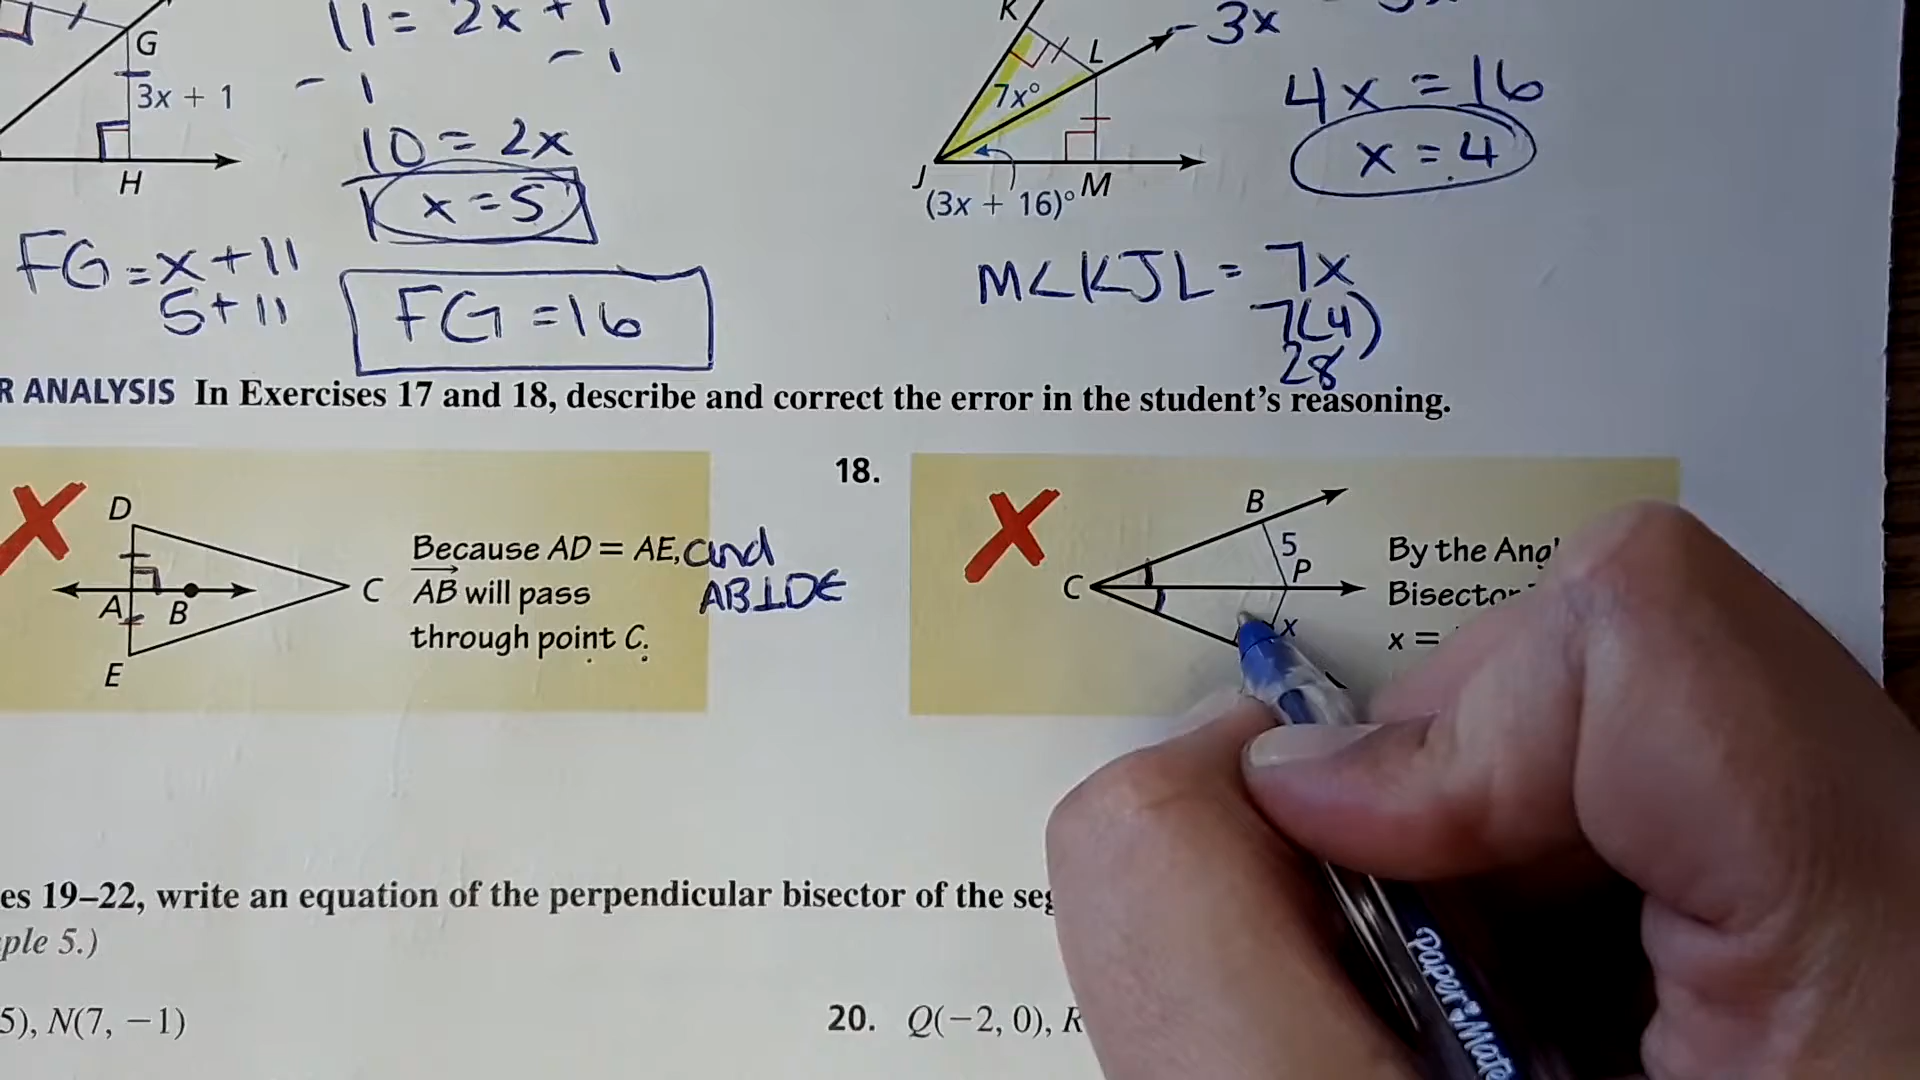 G
3x + 1
H
11 = 2x + 1
- 1 - 1
10 = 2x
x = 5
FG = x + 11
5 + 11
FG = 16
K
L
7x°
J
M
(3x + 16)°
- 3x
4x = 16
x = 4
M∠KJL = 7x
7(4)
28
R ANALYSIS In Exercises 17 and 18, describe and correct the error in the student's reasoning.
D
A
B
C
E
Because AD = AE, and
AB will pass AB⊥DE
through point C.
18.
B
5
P
C
x
By the
Bisector
x =
es 19–22, write an equation of the perpendicular bisector of the
ple 5.)
5), N(7, −1)
20. Q(−2, 0), R
Paper Mate